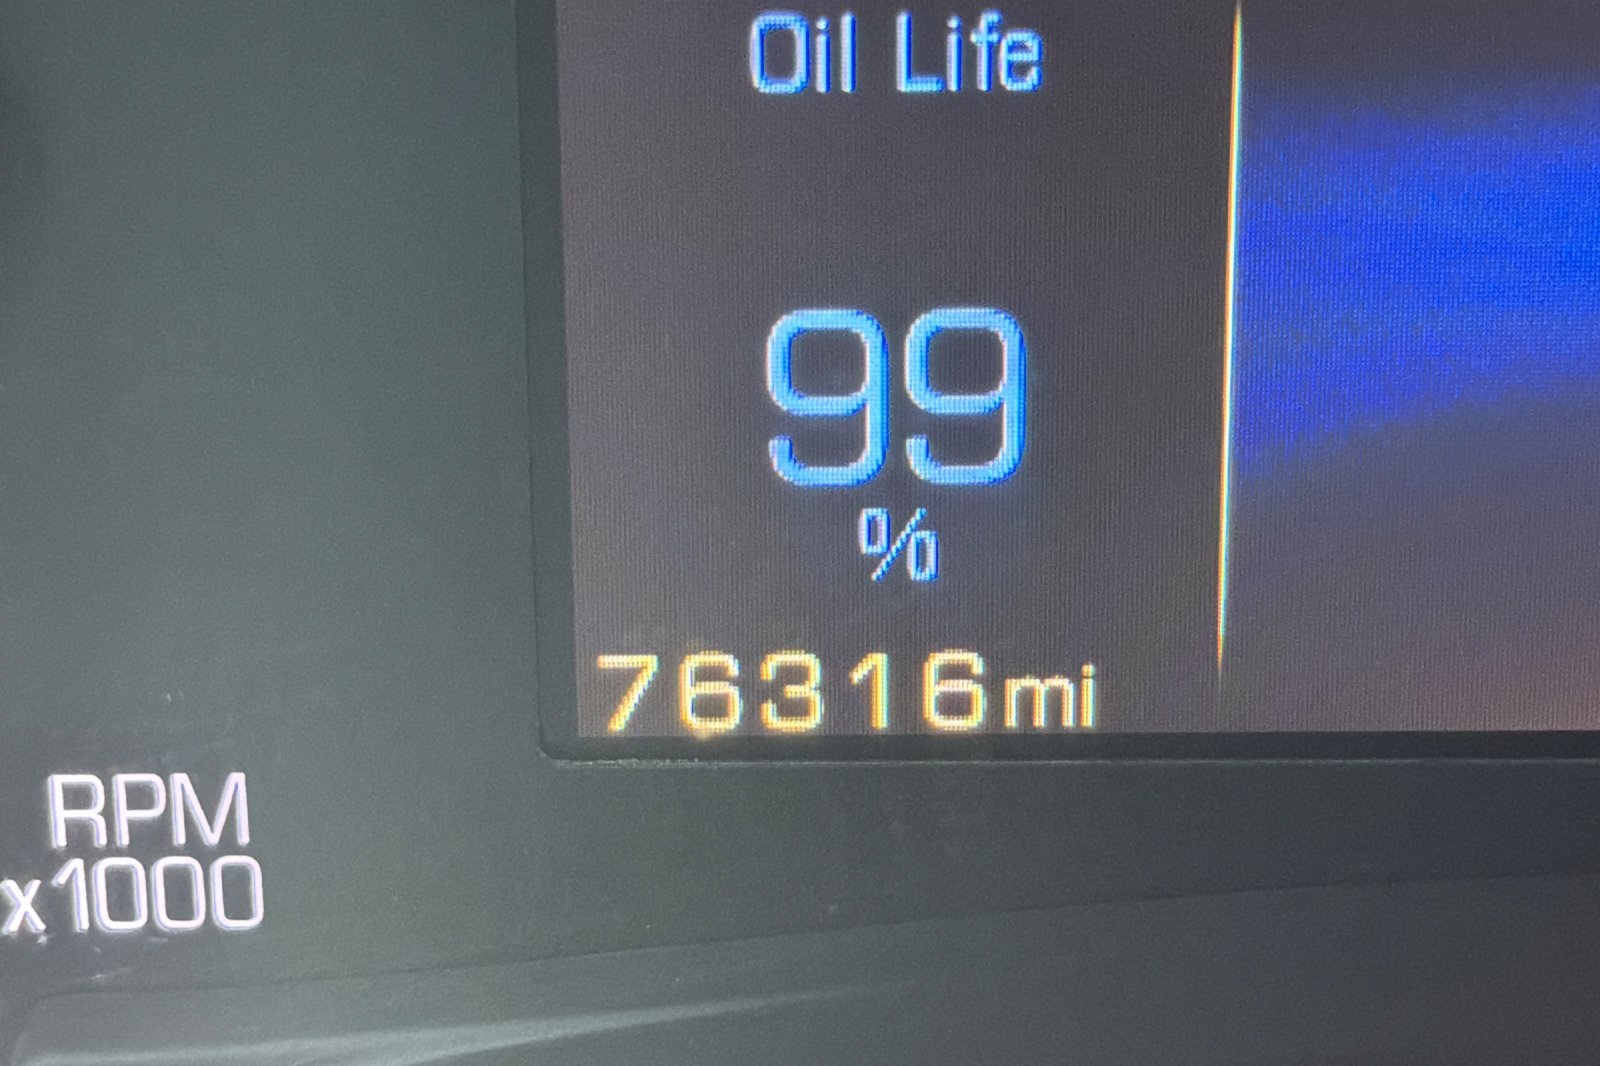 Oil Life
99
%
76316mi
RPM
x1000